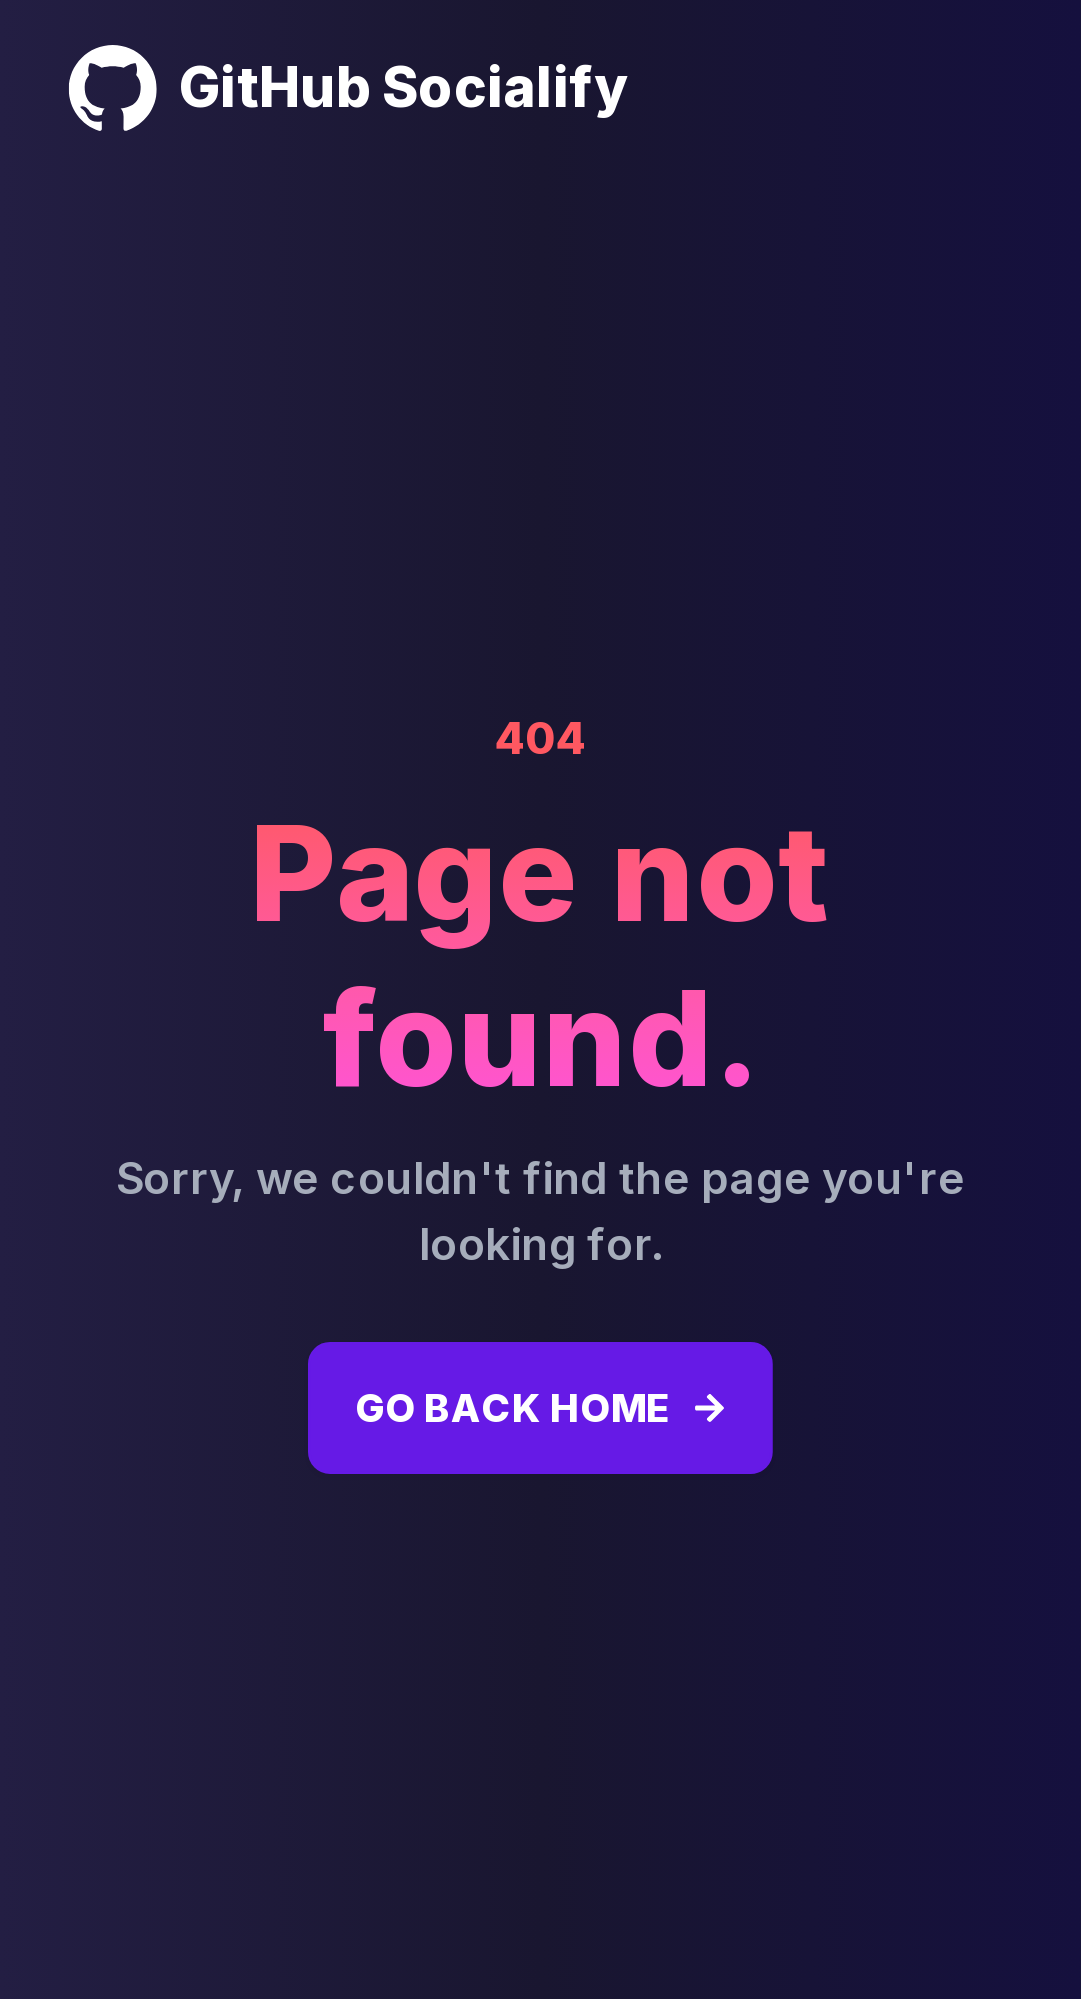 GitHub Socialify
404
Page not
found.
Sorry, we couldn't find the page you're
looking for.
GO BACK HOME →